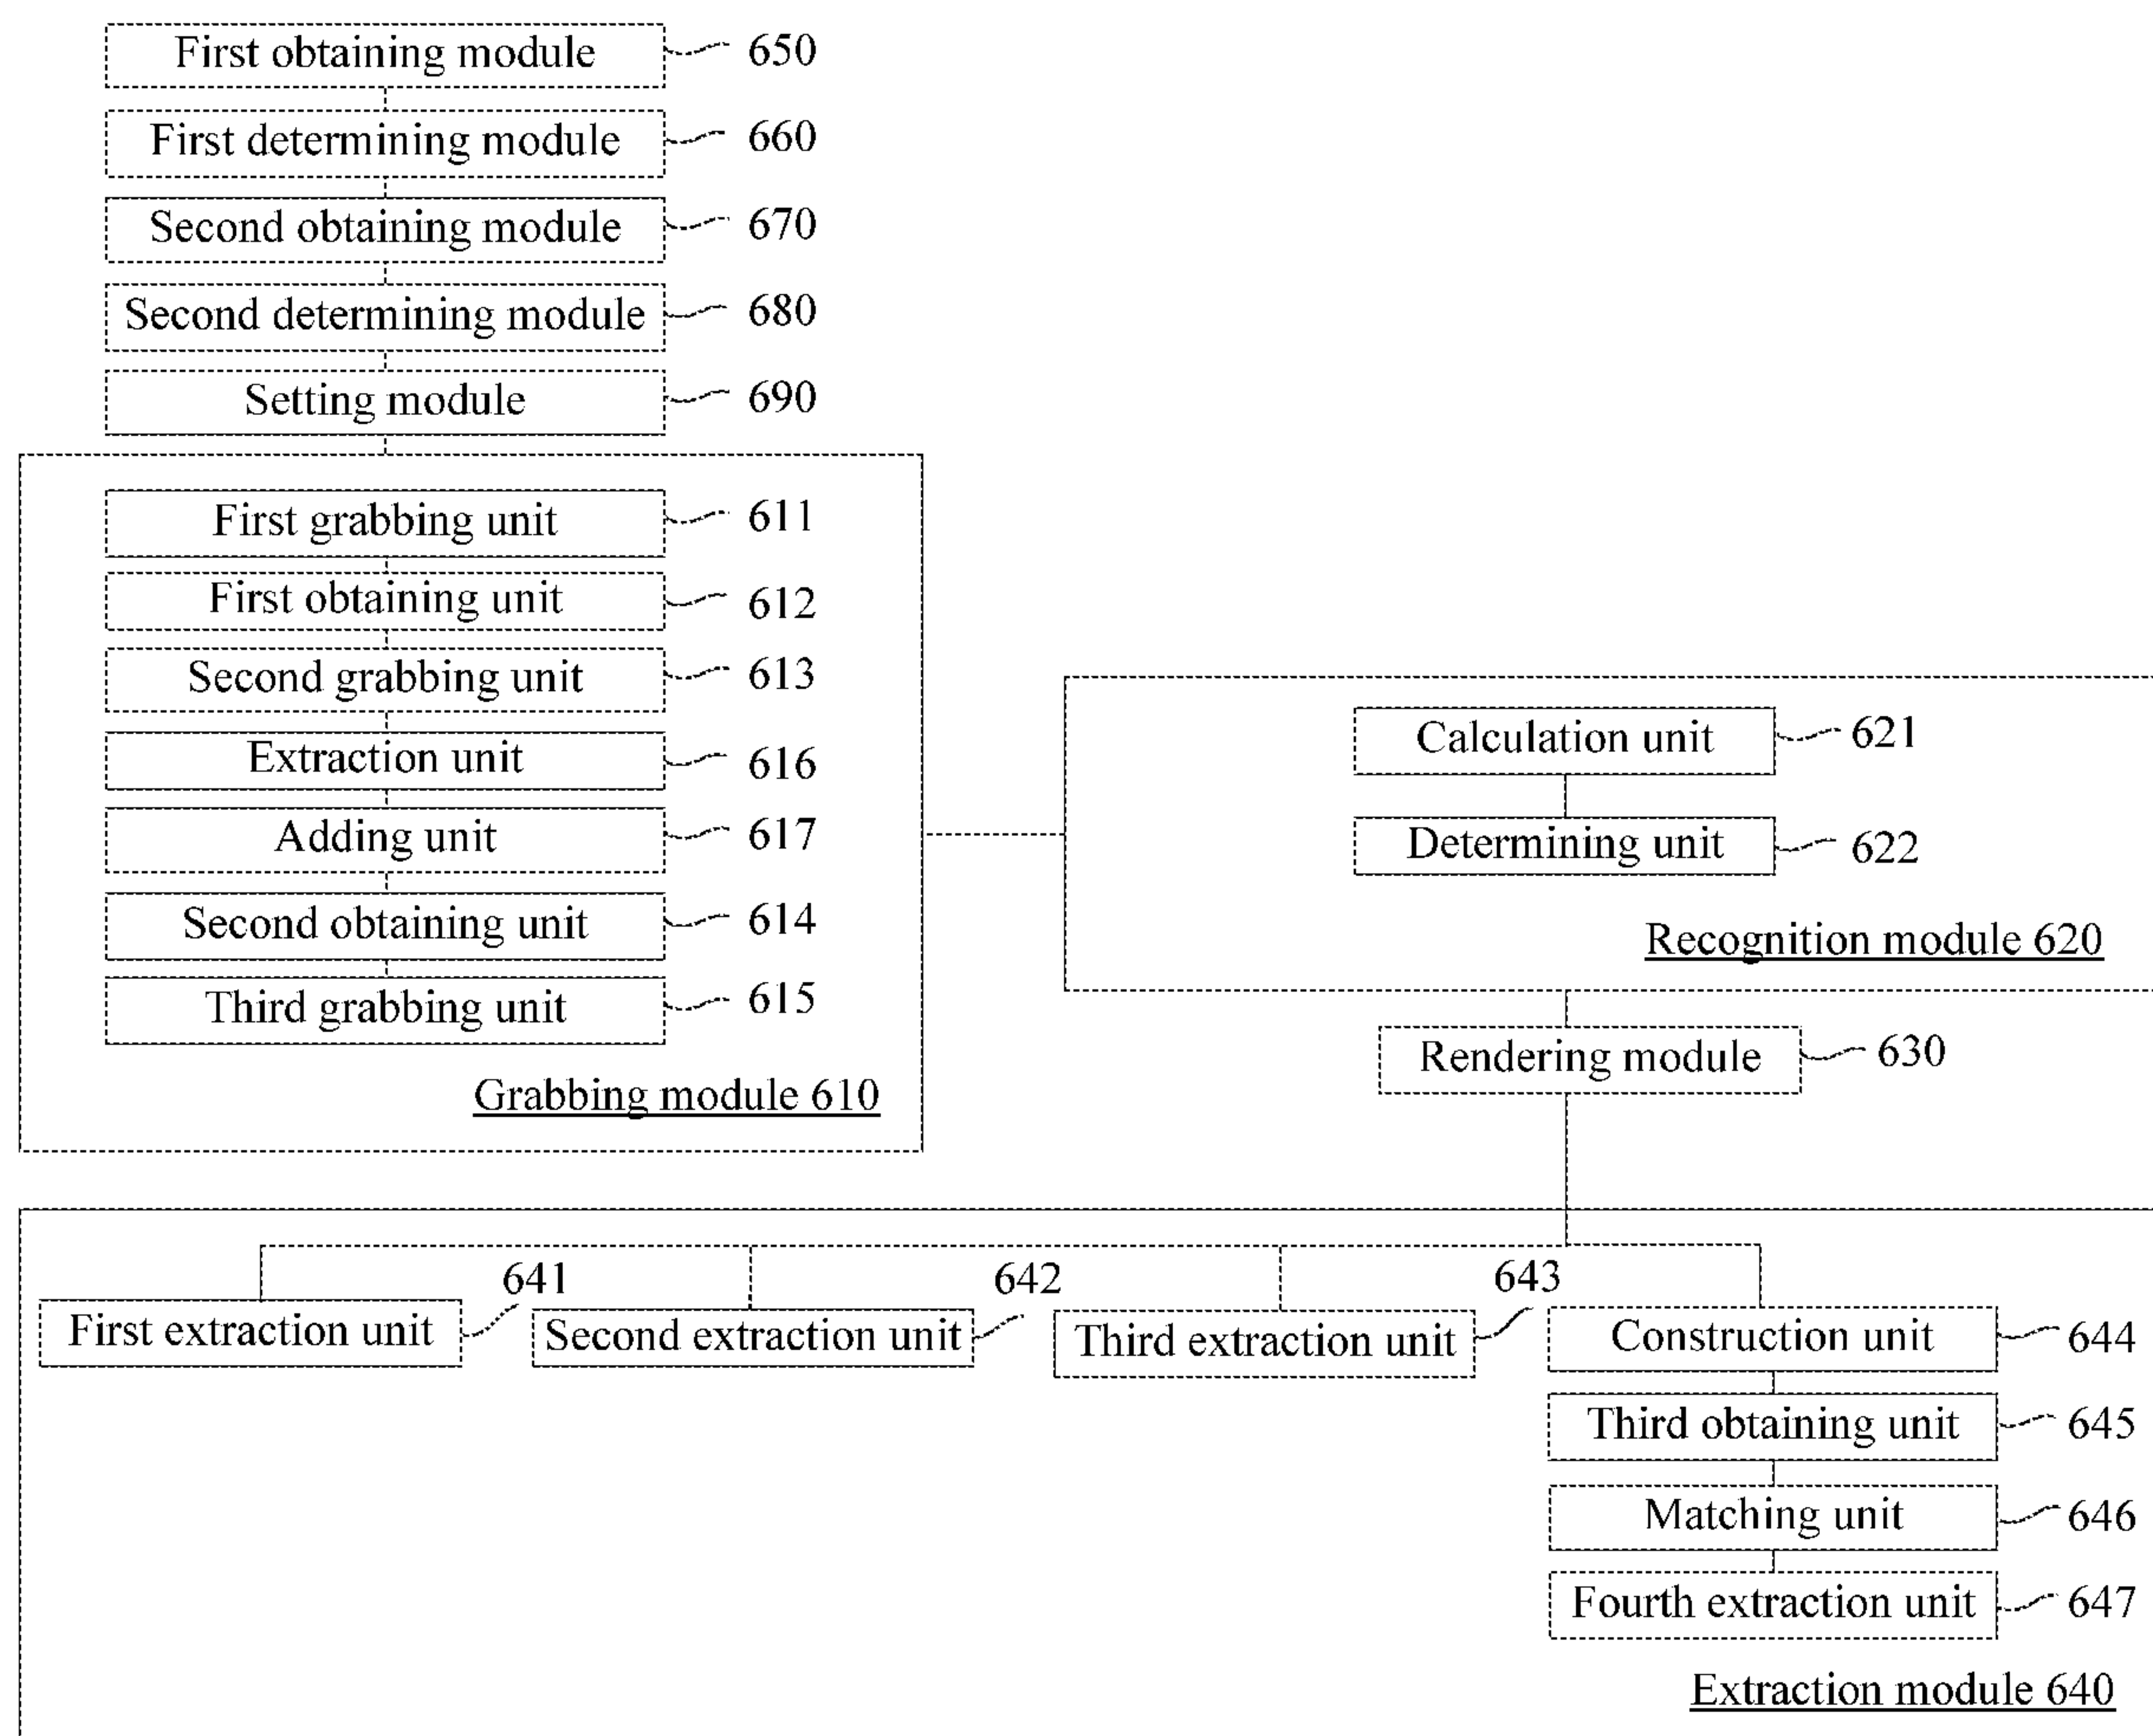 First obtaining module 650
First determining module 660
Second obtaining module 670
Second determining module 680
Setting module 690
First grabbing unit 611
First obtaining unit 612
Second grabbing unit 613
Extraction unit 616
Adding unit 617
Second obtaining unit 614
Third grabbing unit 615
Grabbing module 610
Calculation unit 621
Determining unit 622
Recognition module 620
Rendering module 630
First extraction unit 641
Second extraction unit 642
Third extraction unit 643
Construction unit 644
Third obtaining unit 645
Matching unit 646
Fourth extraction unit 647
Extraction module 640